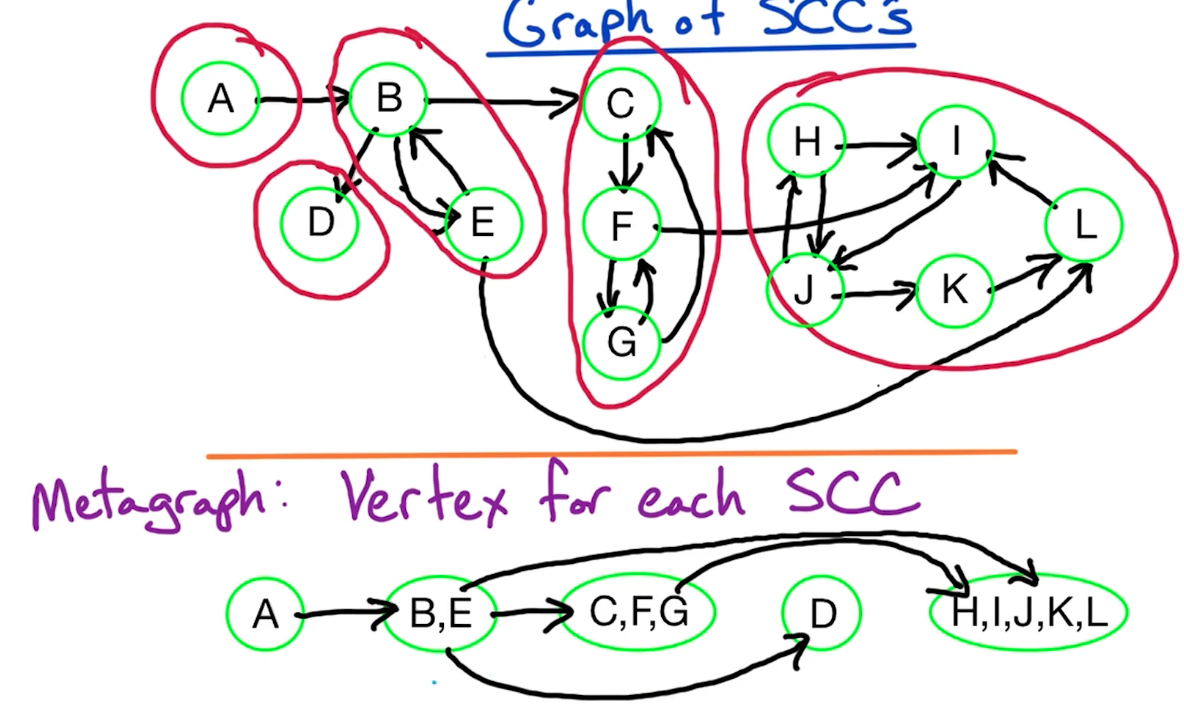 Graph of SCC's
A B C H I
D E F J K L
G
Metagraph: Vertex for each SCC
A B,E C,F,G D H,I,J,K,L